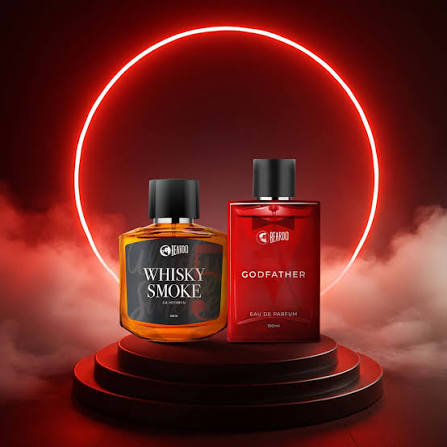 BEARDO
WHISKY
SMOKE
BEARDO
GODFATHER
EAU DE PARFUM
100ml